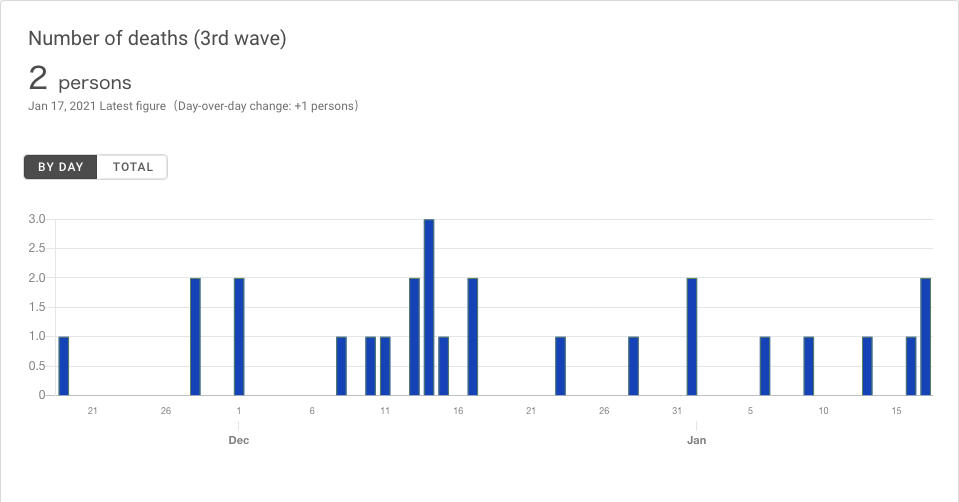 Number of deaths (3rd wave)
2 persons
Jan 17, 2021 Latest figure（Day-over-day change: +1 persons）
BY DAY TOTAL
3.0
2.5
2.0
1.5
1.0
0.5
0
21 26 1 6 11 16 21 26 31 5 10 15
Dec Jan